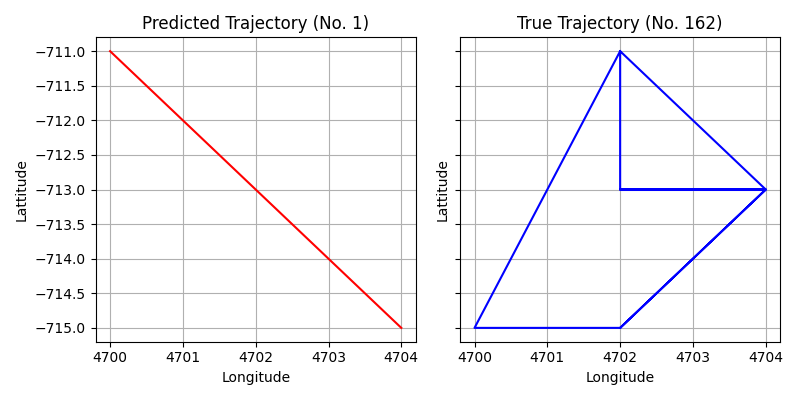 Predicted Trajectory (No. 1)
True Trajectory (No. 162)
−711.0
−711.5
−712.0
−712.5
−713.0
−713.5
−714.0
−714.5
−715.0
Lattitude
Lattitude
4700 4701 4702 4703 4704
4700 4701 4702 4703 4704
Longitude
Longitude